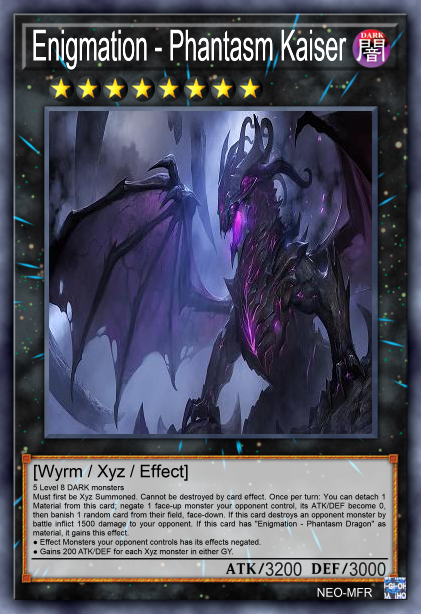 Enigmation - Phantasm Kaiser
DARK
闇
[Wyrm / Xyz / Effect]
5 Level 8 DARK monsters
Must first be Xyz Summoned. Cannot be destroyed by card effect. Once per turn: You can detach 1
Material from this card; negate 1 face-up monster your opponent control, its ATK/DEF become 0,
then banish 1 random card from their field, face-down. If this card destroys an opponent monster by
battle inflict 1500 damage to your opponent. If this card has "Enigmation - Phantasm Dragon" as
material, it gains this effect.
● Effect Monsters your opponent controls has its effects negated.
● Gains 200 ATK/DEF for each Xyz monster in either GY.
ATK/3200 DEF/3000
NEO-MFR